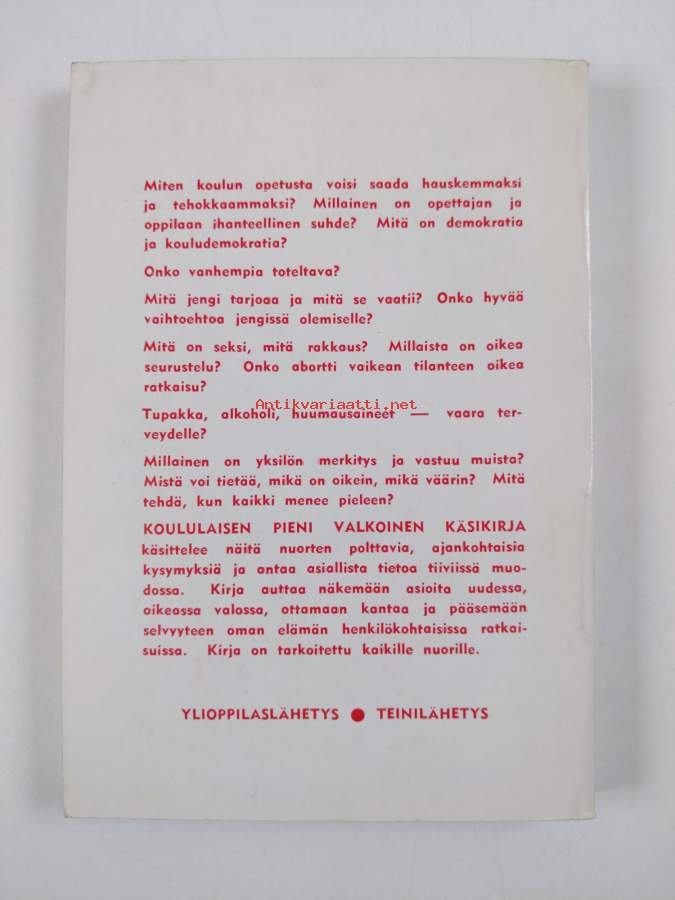 Miten koulun opetusta voisi saada hauskemmaksi
ja tehokkaammaksi? Millainen on opettajan ja
oppilaan ihanteellinen suhde? Mitä on demokratia
ja kouludemokratia?
Onko vanhempia toteltava?
Mitä jengi tarjoaa ja mitä se vaatii? Onko hyvää
vaihtoehtoa jengissä olemiselle?
Mitä on seksi, mitä rakkaus? Millaista on oikea
seurustelu? Onko abortti vaikean tilanteen oikea
ratkaisu?
Antikvariaatti.net
Tupakka, alkoholi, huumausaineet — vaara ter-
veydelle?
Millainen on yksilön merkitys ja vastuu muista?
Mistä voi tietää, mikä on oikein, mikä väärin? Mitä
tehdä, kun kaikki menee pieleen?
KOULULAISEN PIENI VALKOINEN KÄSIKIRJA
käsittelee näitä nuorten polttavia, ajankohtaisia
kysymyksiä ja antaa asiallista tietoa tiiviissä muo-
dossa. Kirja auttaa näkemään asioita uudessa,
oikeassa valossa, ottamaan kantaa ja pääsemään
selvyyteen oman elämän henkilökohtaisissa ratkai-
suissa. Kirja on tarkoitettu kaikille nuorille.
YLIOPPILASLÄHETYS ● TEINILÄHETYS